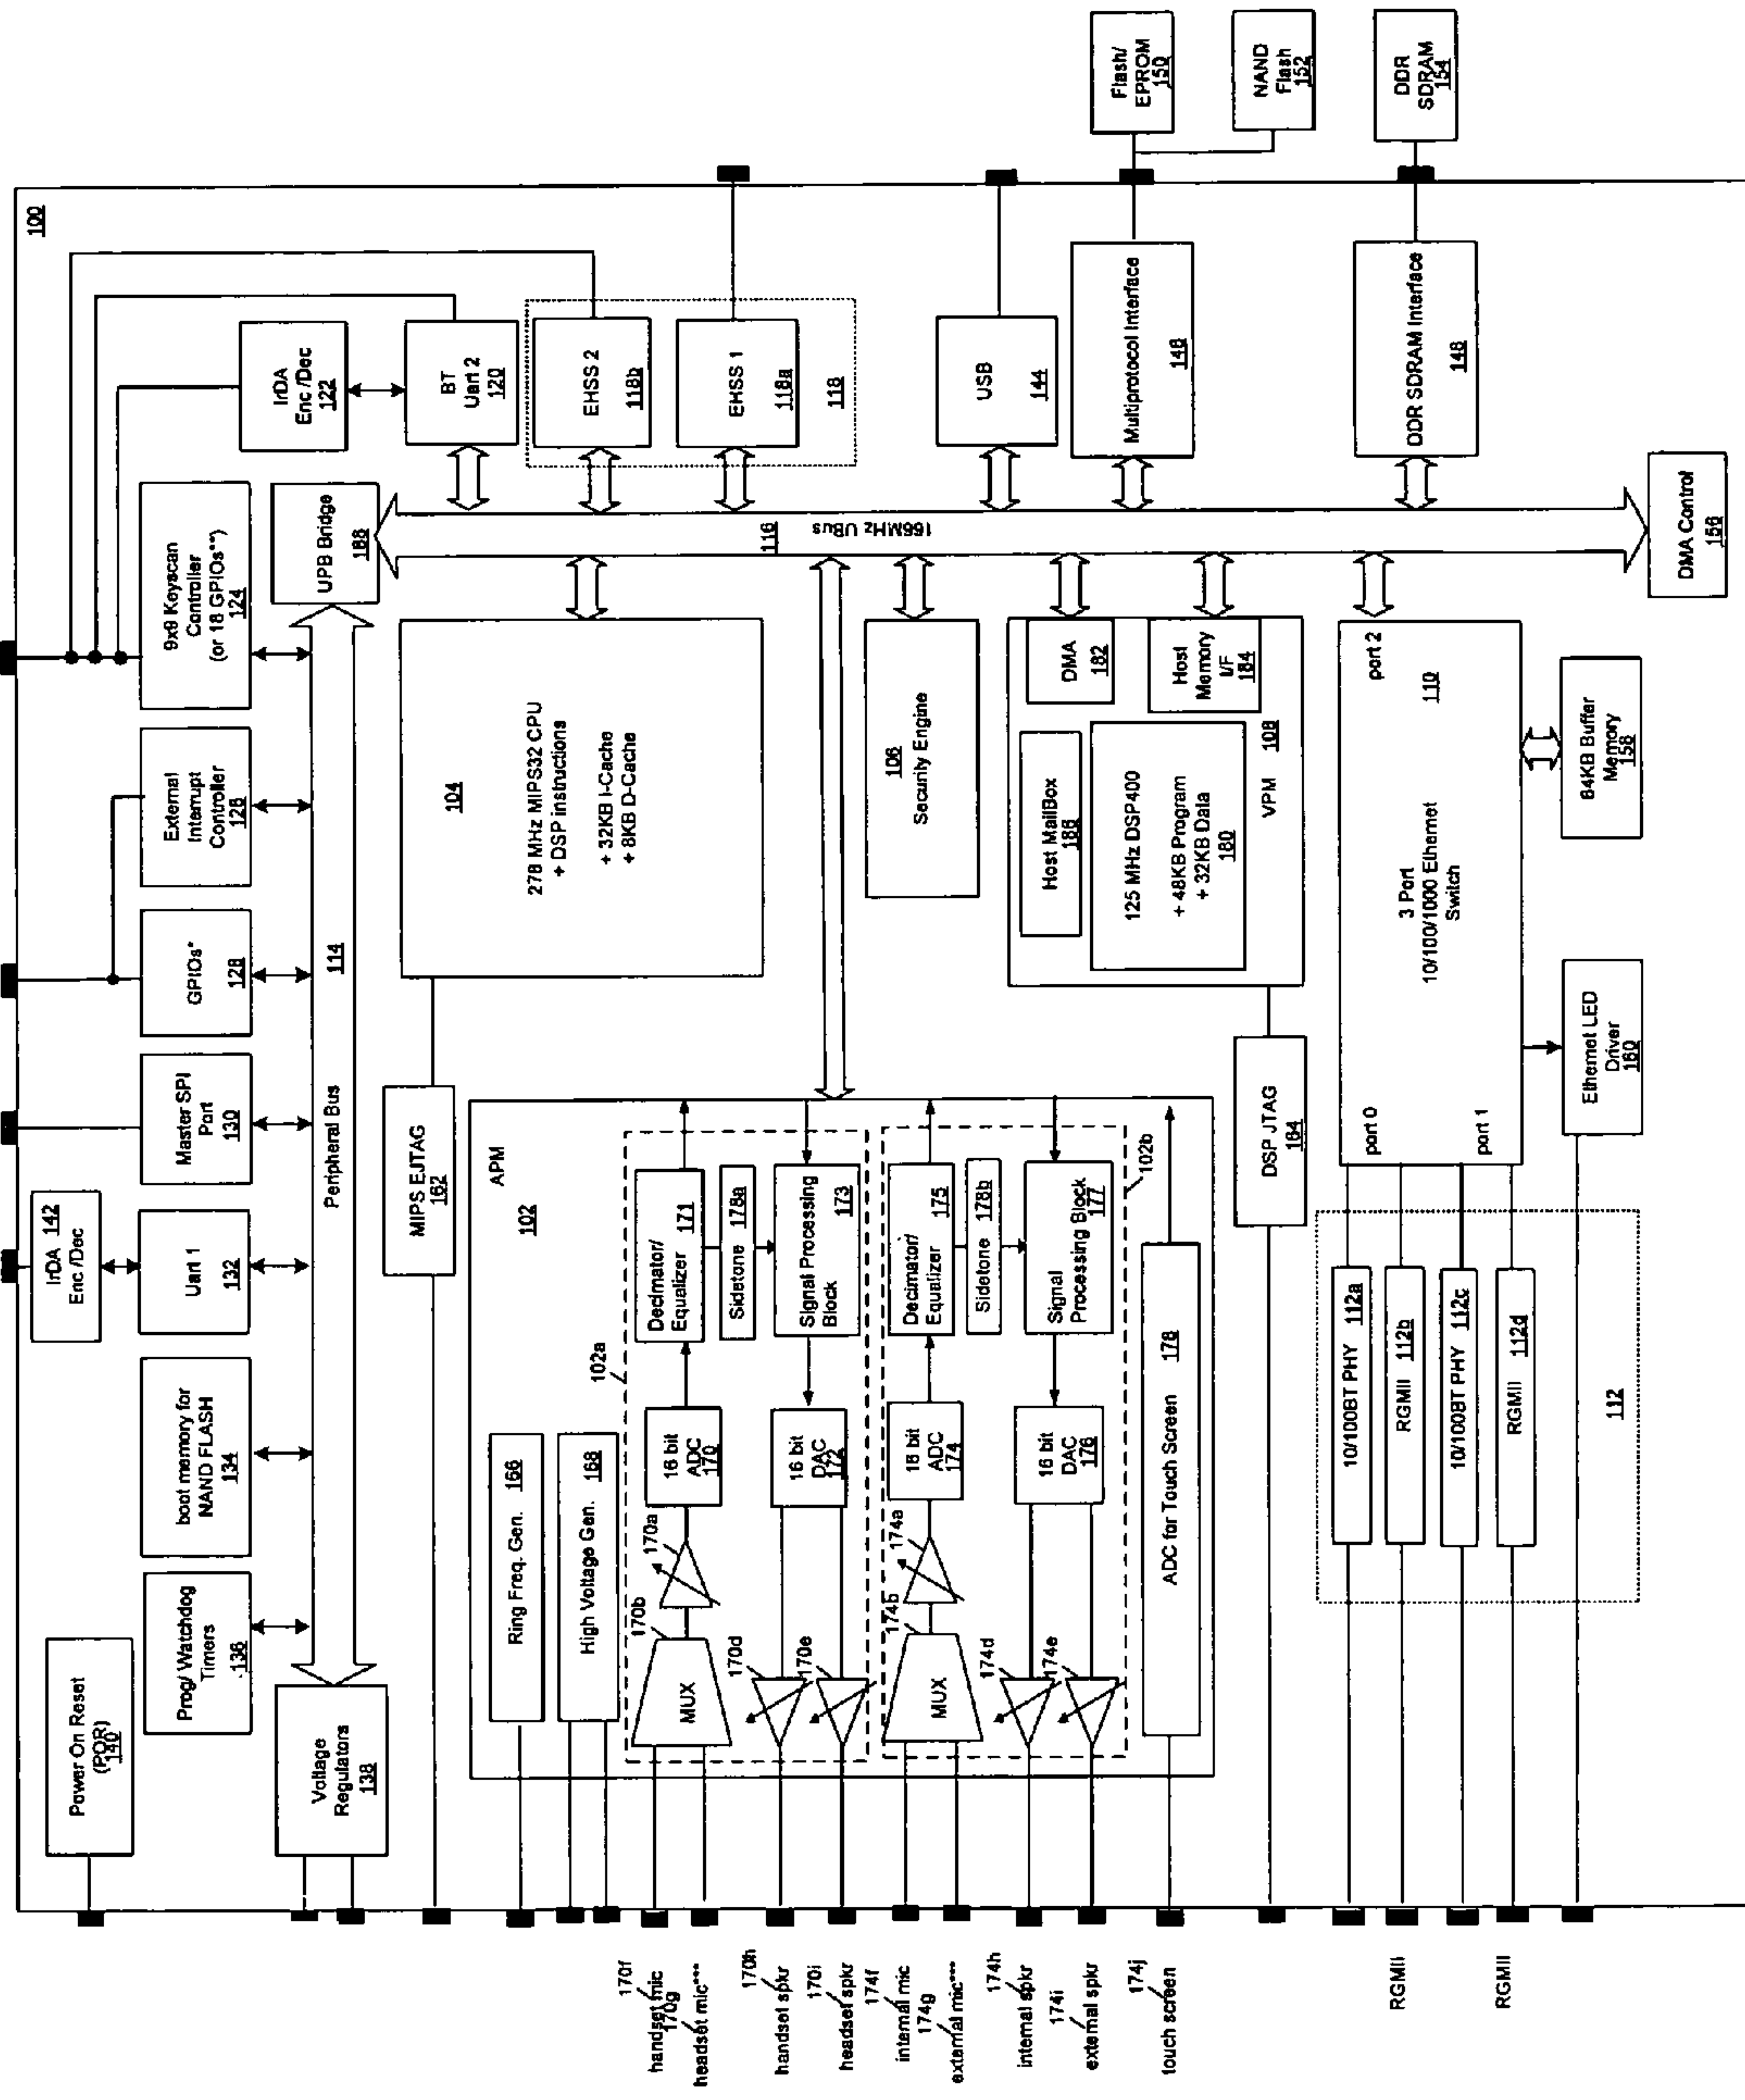 100
Power On Reset
(POR)
140
Prog/ Watchdog
Timers
136
boot memory for
NAND FLASH
134
IrDA
Enc /Dec
142
Uart 1
132
Master SPI
Port
130
GPIOs*
128
External
Interrupt
Controller
126
9x9 Keyscan
Controller
(or 18 GPIOs**)
124
IrDA
Enc /Dec
122
BT
Uart 2
120
EHSS 2
118b
EHSS 1
118a
118
USB
144
Multiprotocol Interface
148
DDR SDRAM Interface
146
Flash/
EPROM
150
NAND
Flash
152
DDR
SDRAM
154
Voltage
Regulators
138
Peripheral Bus
114
UPB Bridge
188
116
166MHz UBus
DMA Control
156
MIPS EJTAG
162
104
278 MHz MIPS32 CPU
+ DSP instructions
+ 32KB I-Cache
+ 8KB D-Cache
106
Security Engine
DMA
182
Host
Memory
I/F
184
Host MailBox
186
125 MHz DSP400
+ 48KB Program
+ 32KB Data
180
VPM
108
DSP JTAG
164
port 0
port 1
port 2
3 Port
10/100/1000 Ethernet
Switch
110
64KB Buffer
Memory
158
Ethernet LED
Driver
160
APM
102
Ring Freq. Gen.
166
High Voltage Gen.
168
102a
MUX
170b
170a
16 bit
ADC
170
Decimator/
Equalizer
171
Sidetone
178a
Signal Processing
Block
173
16 bit
DAC
172
170d
170e
MUX
174b
174a
16 bit
ADC
174
Decimator/
Equalizer
175
Sidetone
178b
Signal
Processing Block
177
16 bit
DAC
176
174d
174e
102b
ADC for Touch Screen
178
10/100BT PHY
112a
RGMII
112b
10/100BT PHY
112c
RGMII
112d
112
170f
handset mic
170g
headset mic***
170h
handset spkr
170i
headset spkr
174f
internal mic
174g
external mic***
174h
internal spkr
174i
external spkr
174j
touch screen
RGMII
RGMII